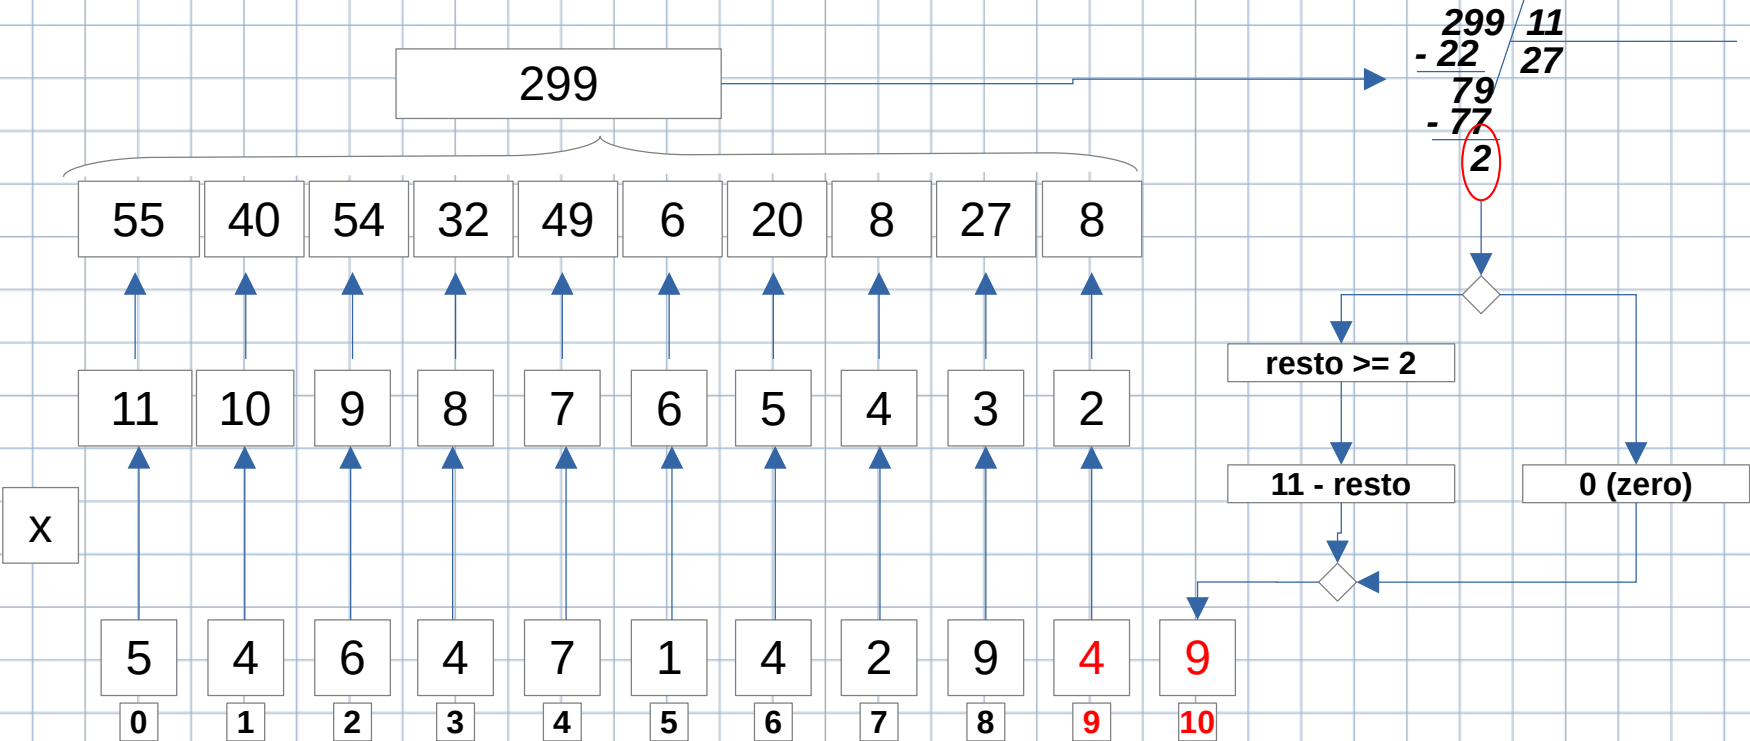 299 11
- 22 27
79
- 77
2
299
55 40 54 32 49 6 20 8 27 8
resto >= 2
11 10 9 8 7 6 5 4 3 2
11 - resto 0 (zero)
x
5 4 6 4 7 1 4 2 9 4 9
0 1 2 3 4 5 6 7 8 9 10